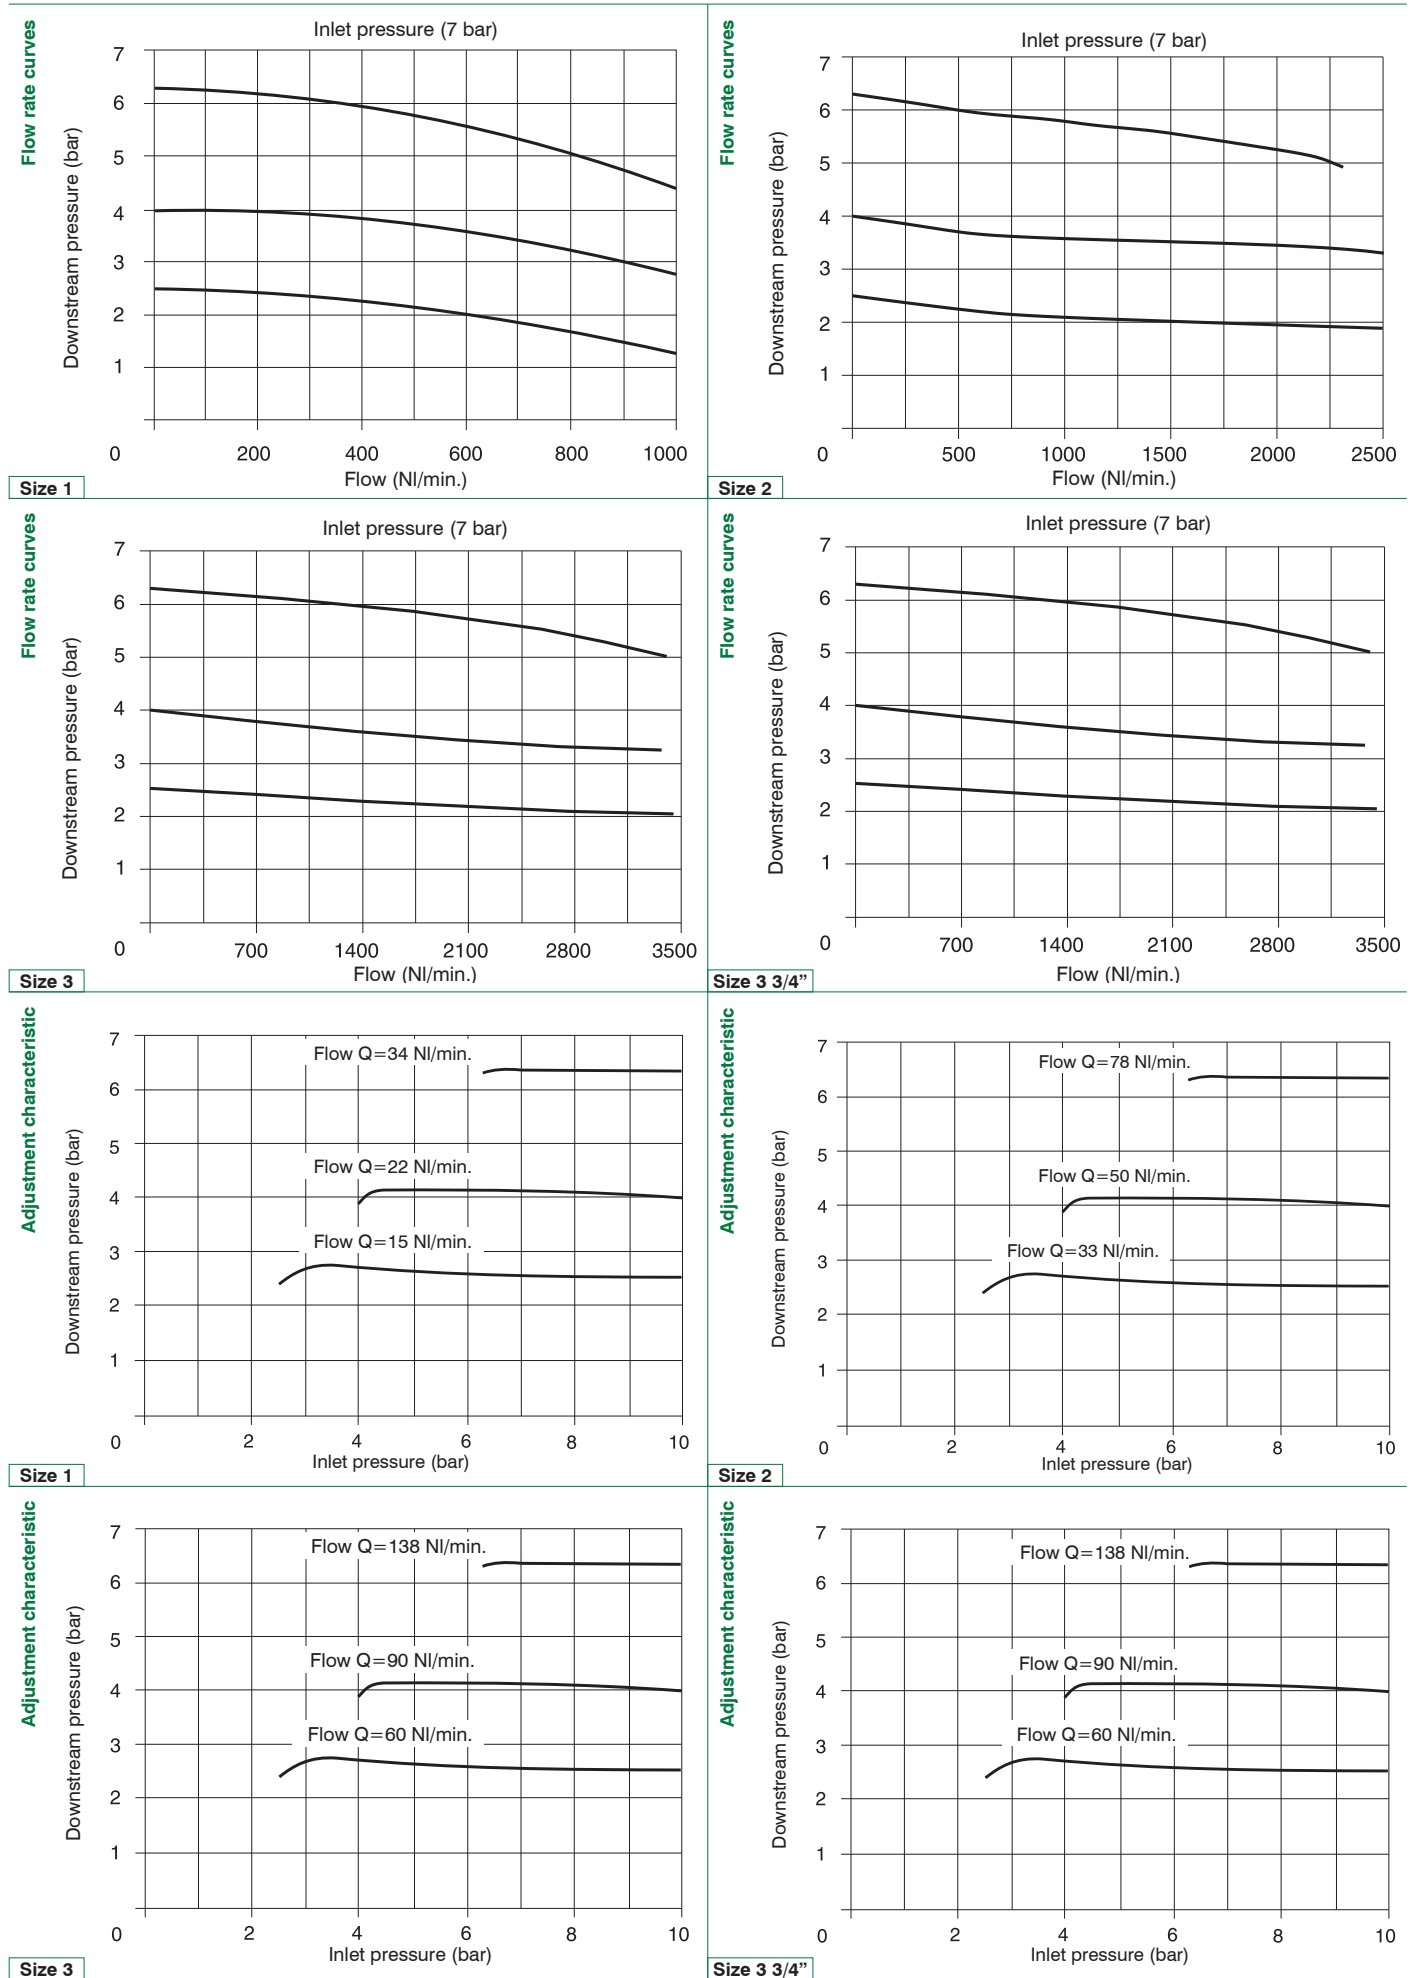 Flow rate curves
Inlet pressure (7 bar)
Downstream pressure (bar)
7
6
5
4
3
2
1
0 200 400 600 800 1000
Flow (Nl/min.)
Size 1
Flow rate curves
Inlet pressure (7 bar)
Downstream pressure (bar)
7
6
5
4
3
2
1
0 500 1000 1500 2000 2500
Flow (Nl/min.)
Size 2
Flow rate curves
Inlet pressure (7 bar)
Downstream pressure (bar)
7
6
5
4
3
2
1
0 700 1400 2100 2800 3500
Flow (Nl/min.)
Size 3
Flow rate curves
Inlet pressure (7 bar)
Downstream pressure (bar)
7
6
5
4
3
2
1
0 700 1400 2100 2800 3500
Flow (Nl/min.)
Size 3 3/4”
Adjustment characteristic
Downstream pressure (bar)
7
6
5
4
3
2
1
Flow Q=34 Nl/min.
Flow Q=22 Nl/min.
Flow Q=15 Nl/min.
0 2 4 6 8 10
Inlet pressure (bar)
Size 1
Adjustment characteristic
Downstream pressure (bar)
7
6
5
4
3
2
1
Flow Q=78 Nl/min.
Flow Q=50 Nl/min.
Flow Q=33 Nl/min.
0 2 4 6 8 10
Inlet pressure (bar)
Size 2
Adjustment characteristic
Downstream pressure (bar)
7
6
5
4
3
2
1
Flow Q=138 Nl/min.
Flow Q=90 Nl/min.
Flow Q=60 Nl/min.
0 2 4 6 8 10
Inlet pressure (bar)
Size 3
Adjustment characteristic
Downstream pressure (bar)
7
6
5
4
3
2
1
Flow Q=138 Nl/min.
Flow Q=90 Nl/min.
Flow Q=60 Nl/min.
0 2 4 6 8 10
Inlet pressure (bar)
Size 3 3/4”